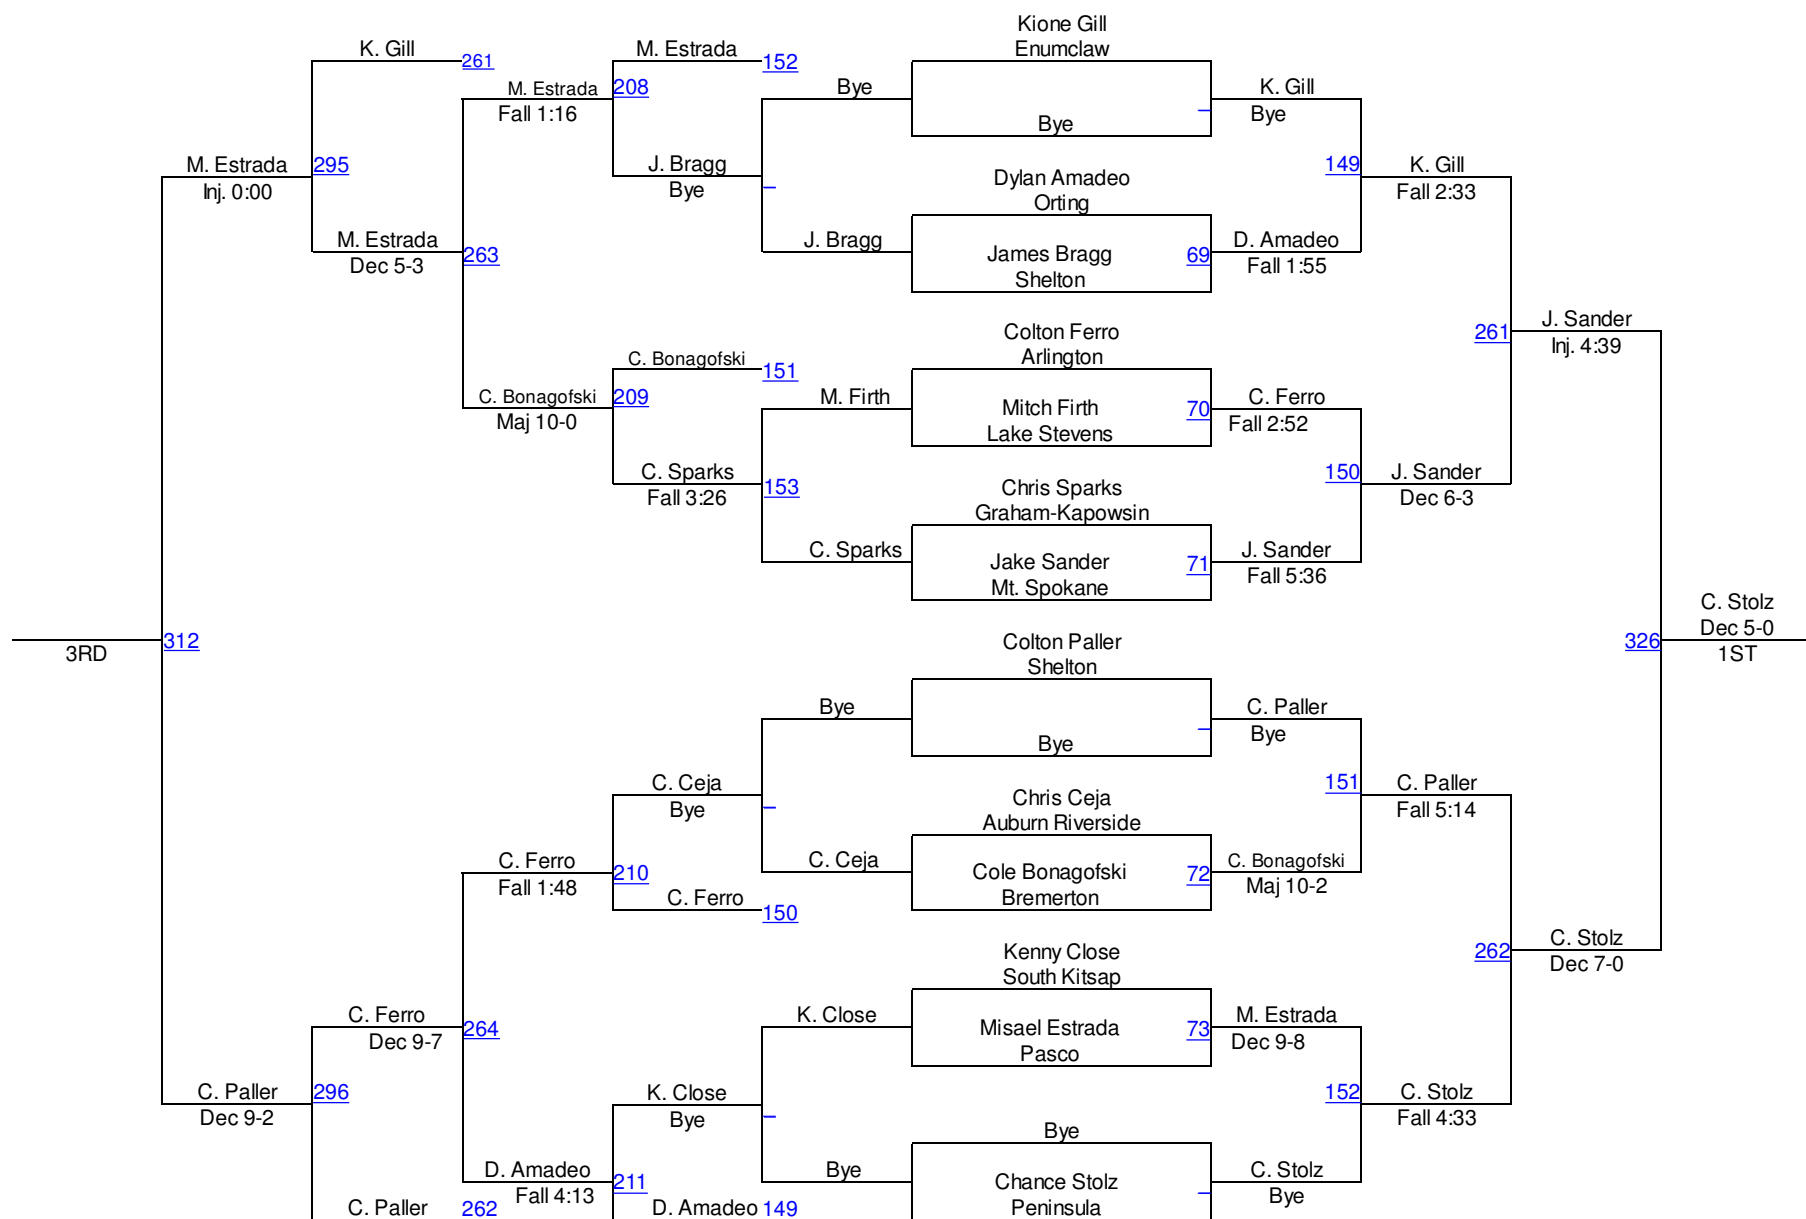 Kione Gill
K. Gill
261
M. Estrada
152
Enumclaw
M. Estrada
208
Bye
K. Gill
Fall 1:16
Bye
Bye
M. Estrada
295
J. Bragg
149
K. Gill
Inj. 0:00
Bye
Dylan Amadeo
Fall 2:33
Orting
M. Estrada
J. Bragg
D. Amadeo
Dec 5-3
263
James Bragg
69
Fall 1:55
Shelton
Colton Ferro
261
J. Sander
C. Bonagofski
151
Arlington
Inj. 4:39
C. Bonagofski
209
M. Firth
Mitch Firth
70
C. Ferro
Maj 10-0
Lake Stevens
Fall 2:52
C. Sparks
153
Chris Sparks
150
J. Sander
Fall 3:26
Graham-Kapowsin
Dec 6-3
C. Sparks
Jake Sander
71
J. Sander
Mt. Spokane
Fall 5:36
C. Stolz
Dec 5-0
3RD
312
Colton Paller
326
1ST
Shelton
Bye
C. Paller
Bye
Bye
C. Ceja
Chris Ceja
151
C. Paller
Bye
Auburn Riverside
Fall 5:14
C. Ferro
210
C. Ceja
Cole Bonagofski
72
C. Bonagofski
Fall 1:48
C. Ferro
150
Bremerton
Maj 10-2
Kenny Close
262
C. Stolz
South Kitsap
Dec 7-0
C. Ferro
264
K. Close
Misael Estrada
73
M. Estrada
Dec 9-7
Pasco
Dec 9-8
C. Paller
296
K. Close
152
C. Stolz
Dec 9-2
Bye
Bye
Fall 4:33
D. Amadeo
211
Bye
Chance Stolz
C. Stolz
Fall 4:13
Bye
C. Paller
262
D. Amadeo
149
Peninsula